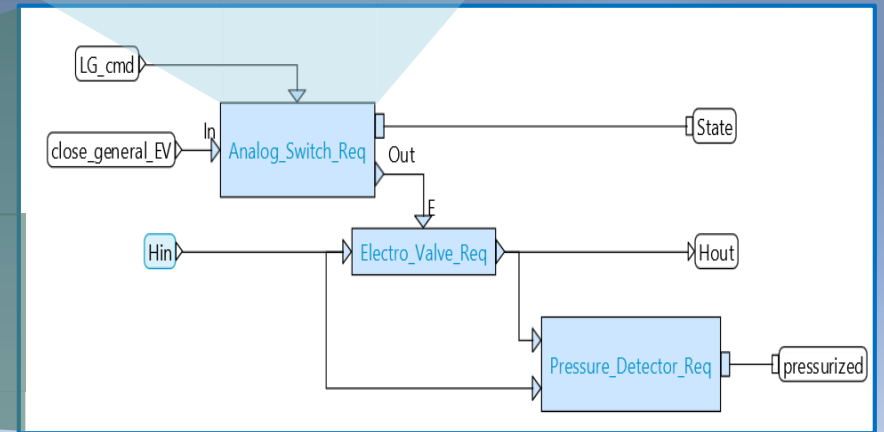 LG_cmd
In
close_general_EV
Analog_Switch_Req
State
Out
E
Hin
Electro_Valve_Req
Hout
Pressure_Detector_Req
pressurized